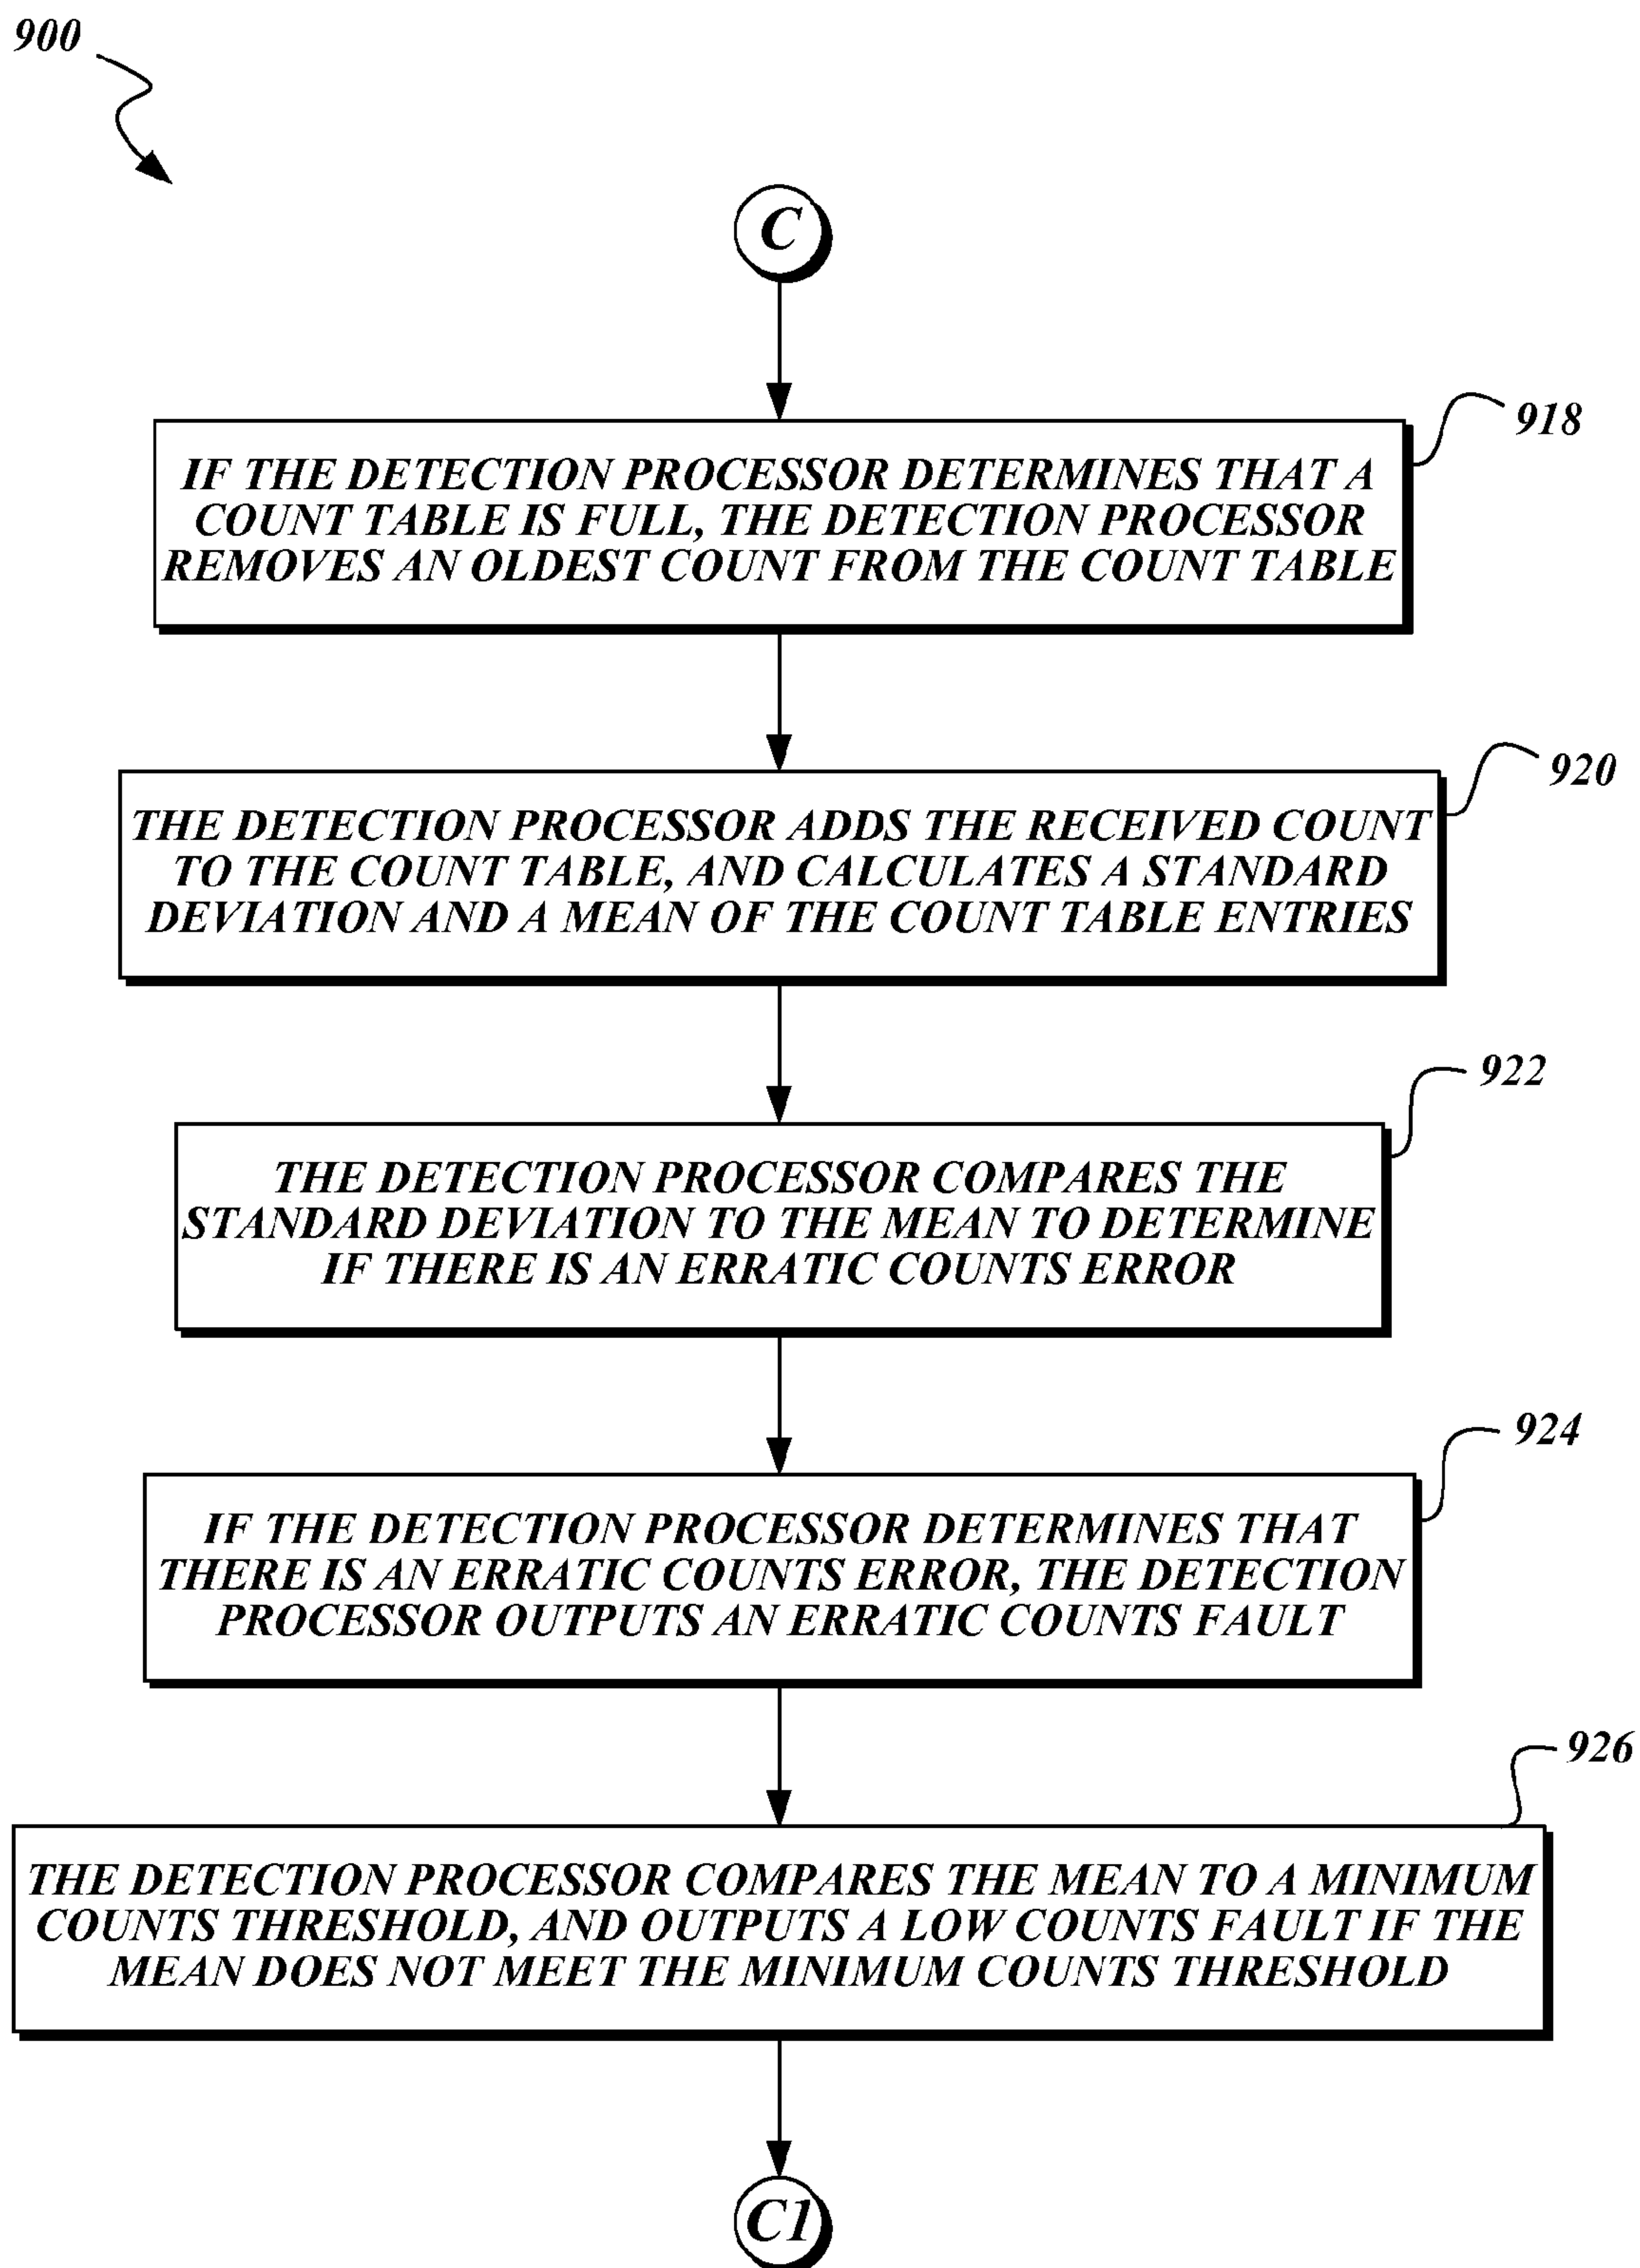 900
C
918
IF THE DETECTION PROCESSOR DETERMINES THAT A
COUNT TABLE IS FULL, THE DETECTION PROCESSOR
REMOVES AN OLDEST COUNT FROM THE COUNT TABLE
920
THE DETECTION PROCESSOR ADDS THE RECEIVED COUNT
TO THE COUNT TABLE, AND CALCULATES A STANDARD
DEVIATION AND A MEAN OF THE COUNT TABLE ENTRIES
922
THE DETECTION PROCESSOR COMPARES THE
STANDARD DEVIATION TO THE MEAN TO DETERMINE
IF THERE IS AN ERRATIC COUNTS ERROR
924
IF THE DETECTION PROCESSOR DETERMINES THAT
THERE IS AN ERRATIC COUNTS ERROR, THE DETECTION
PROCESSOR OUTPUTS AN ERRATIC COUNTS FAULT
926
THE DETECTION PROCESSOR COMPARES THE MEAN TO A MINIMUM
COUNTS THRESHOLD, AND OUTPUTS A LOW COUNTS FAULT IF THE
MEAN DOES NOT MEET THE MINIMUM COUNTS THRESHOLD
C1